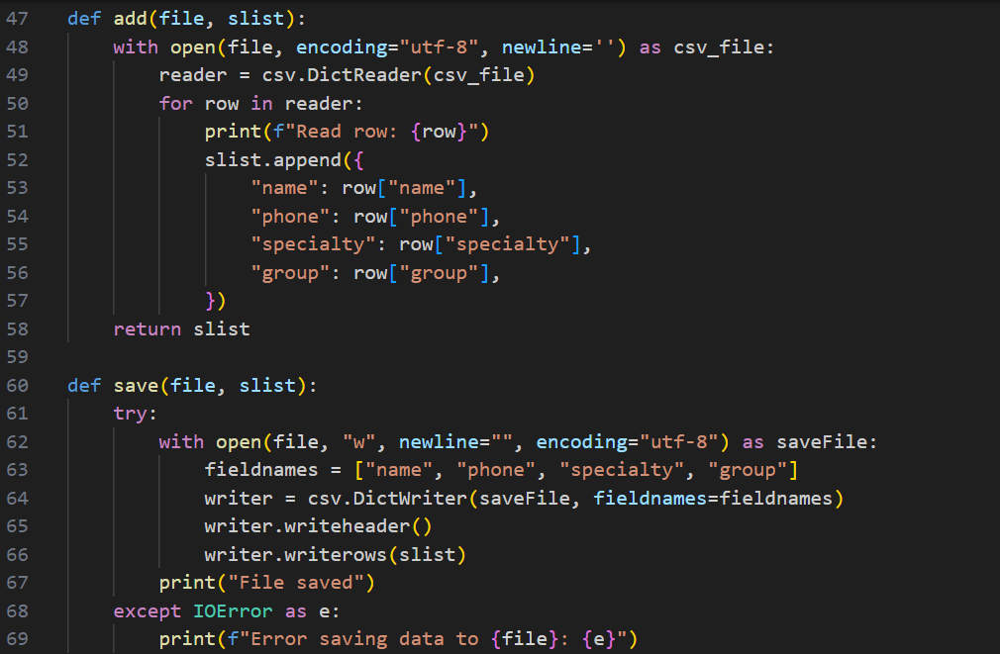 47 def add(file, slist):
48     with open(file, encoding="utf-8", newline='') as csv_file:
49         reader = csv.DictReader(csv_file)
50         for row in reader:
51             print(f"Read row: {row}")
52             slist.append({
53                 "name": row["name"],
54                 "phone": row["phone"],
55                 "specialty": row["specialty"],
56                 "group": row["group"],
57             })
58     return slist
59
60 def save(file, slist):
61     try:
62         with open(file, "w", newline="", encoding="utf-8") as saveFile:
63             fieldnames = ["name", "phone", "specialty", "group"]
64             writer = csv.DictWriter(saveFile, fieldnames=fieldnames)
65             writer.writeheader()
66             writer.writerows(slist)
67         print("File saved")
68     except IOError as e:
69         print(f"Error saving data to {file}: {e}")